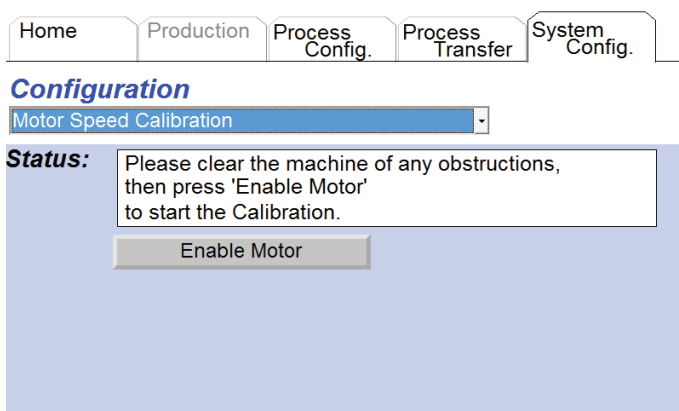 Home
Production
Process
Config.
Process
Transfer
System
Config.
Configuration
Motor Speed Calibration
Status:
Please clear the machine of any obstructions,
then press 'Enable Motor'
to start the Calibration.
Enable Motor